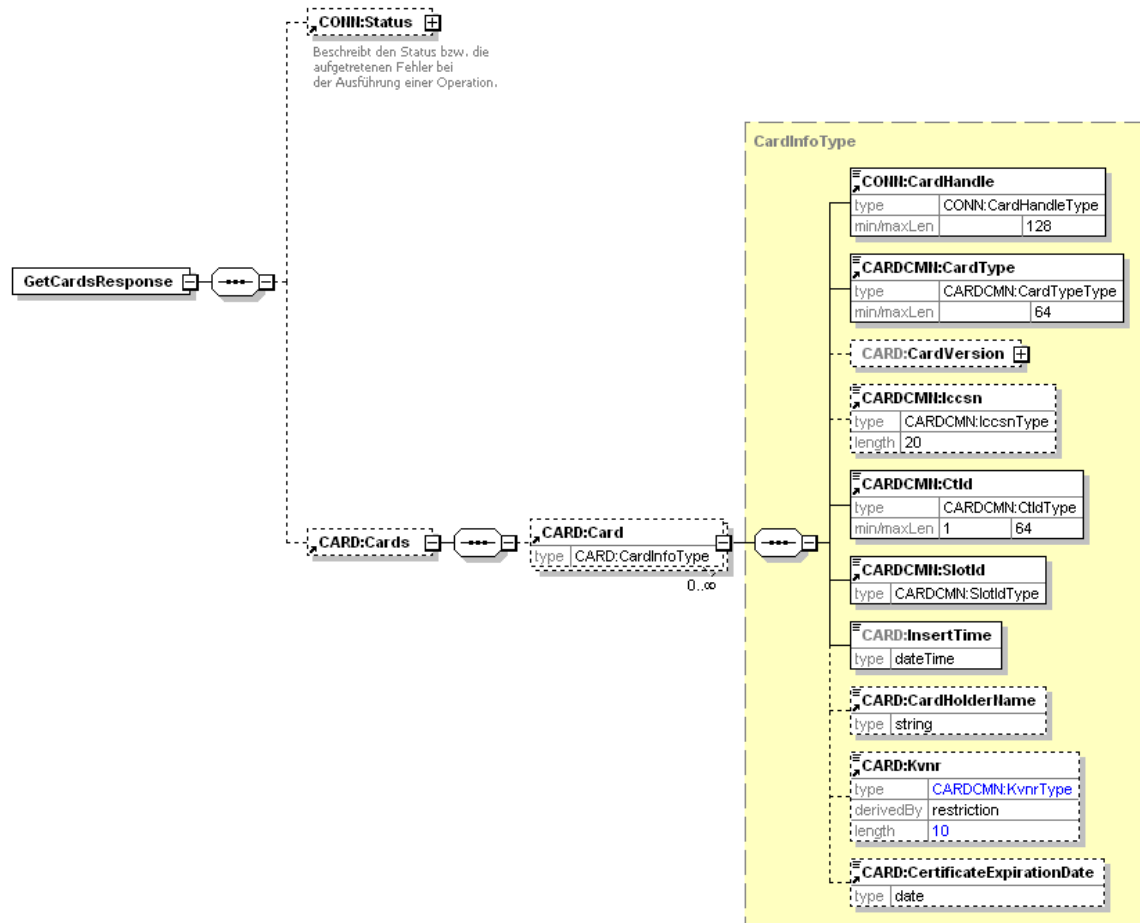 CONN:Status
Beschreibt den Status bzw. die
aufgetretenen Fehler bei
der Ausführung einer Operation.
GetCardsResponse
CARD:Cards
CARD:Card
type CARD:CardInfoType
0..∞
CardInfoType
CONN:CardHandle
type CONN:CardHandleType
min/maxLen 128
CARDCMN:CardType
type CARDCMN:CardTypeType
min/maxLen 64
CARD:CardVersion
CARDCMN:Iccsn
type CARDCMN:IccsnType
length 20
CARDCMN:CtId
type CARDCMN:CtIdType
min/maxLen 1 64
CARDCMN:SlotId
type CARDCMN:SlotIdType
CARD:InsertTime
type dateTime
CARD:CardHolderName
type string
CARD:Kvnr
type CARDCMN:KvnrType
derivedBy restriction
length 10
CARD:CertificateExpirationDate
type date